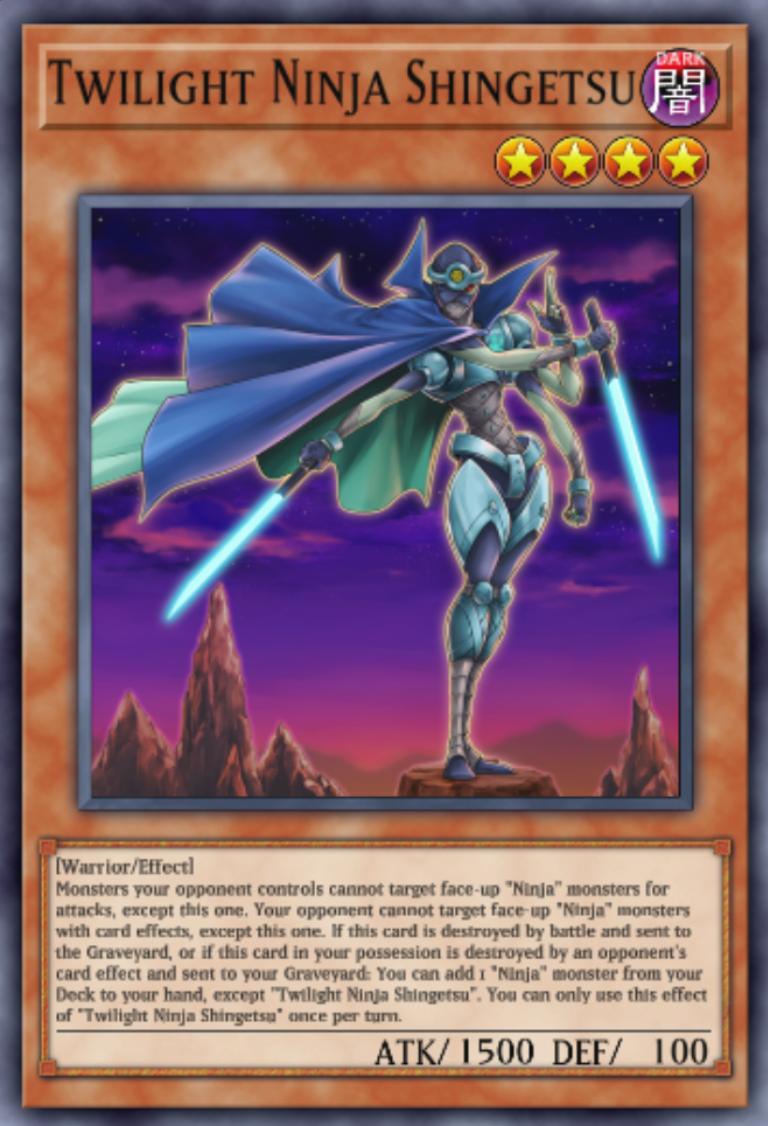 Twilight Ninja Shingetsu
DARK
闇
[Warrior/Effect]
Monsters your opponent controls cannot target face-up "Ninja" monsters for
attacks, except this one. Your opponent cannot target face-up "Ninja" monsters
with card effects, except this one. If this card is destroyed by battle and sent to
the Graveyard, or if this card in your possession is destroyed by an opponent's
card effect and sent to your Graveyard: You can add 1 "Ninja" monster from your
Deck to your hand, except "Twilight Ninja Shingetsu". You can only use this effect
of "Twilight Ninja Shingetsu" once per turn.
ATK/ 1500 DEF/ 100